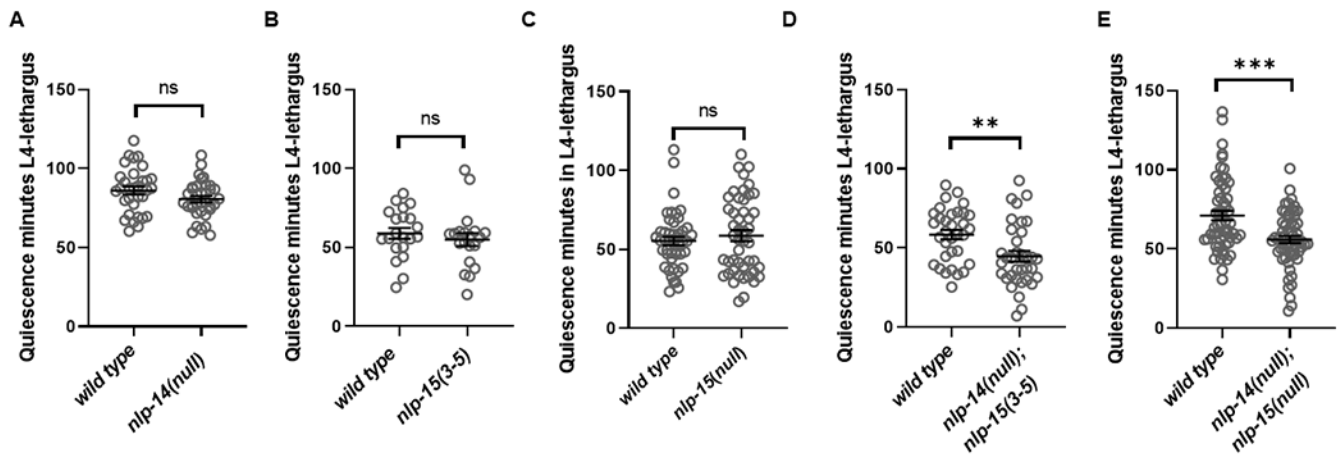 A
Quiescence minutes L4-lethargus
150
100
50
0
ns
wild type
nlp-14(null)
B
Quiescence minutes L4-lethargus
150
100
50
0
ns
wild type
nlp-15(3-5)
C
Quiescence minutes in L4-lethargus
150
100
50
0
ns
wild type
nlp-15(null)
D
Quiescence minutes L4-lethargus
150
100
50
0
**
wild type
nlp-14(null);
nlp-15(3-5)
E
Quiescence minutes L4-lethargus
150
100
50
0
***
wild type
nlp-14(null);
nlp-15(null)